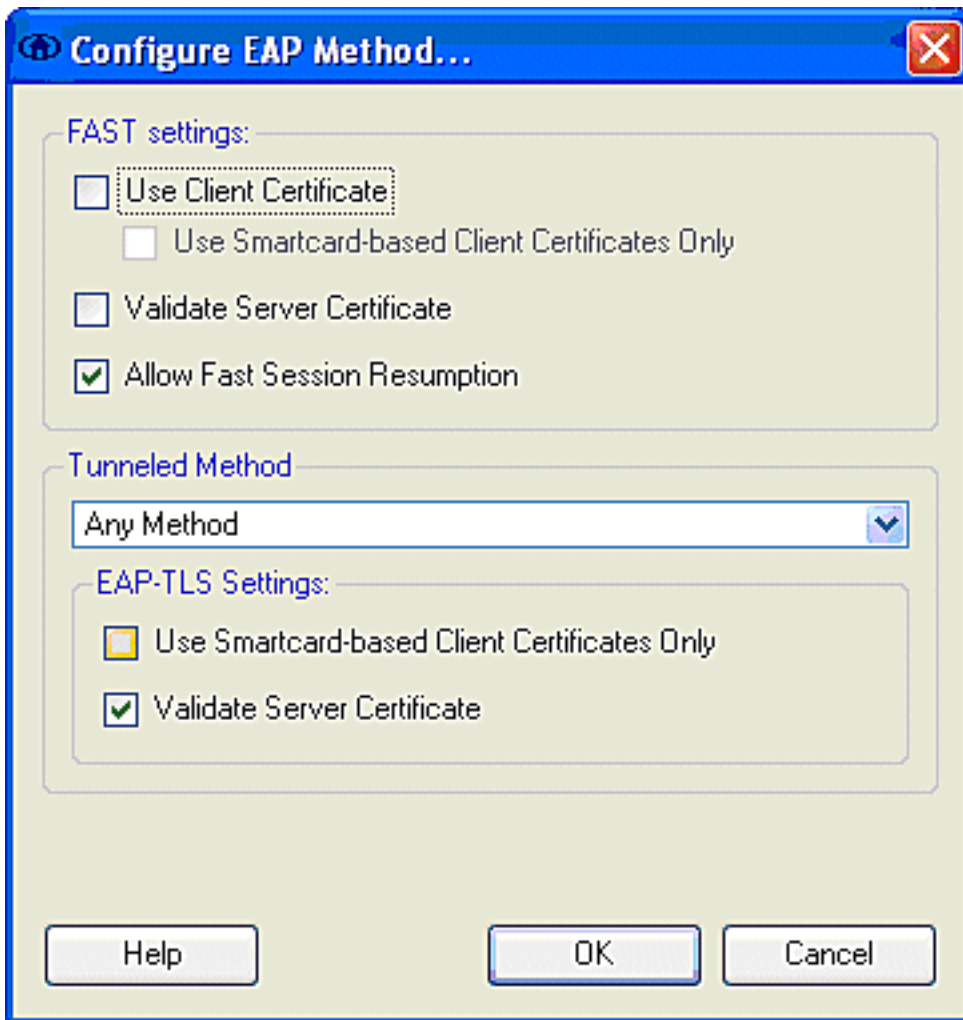 Configure EAP Method...
FAST settings:
Use Client Certificate
Use Smartcard-based Client Certificates Only
Validate Server Certificate
Allow Fast Session Resumption
Tunneled Method
Any Method
EAP-TLS Settings:
Use Smartcard-based Client Certificates Only
Validate Server Certificate
Help OK Cancel